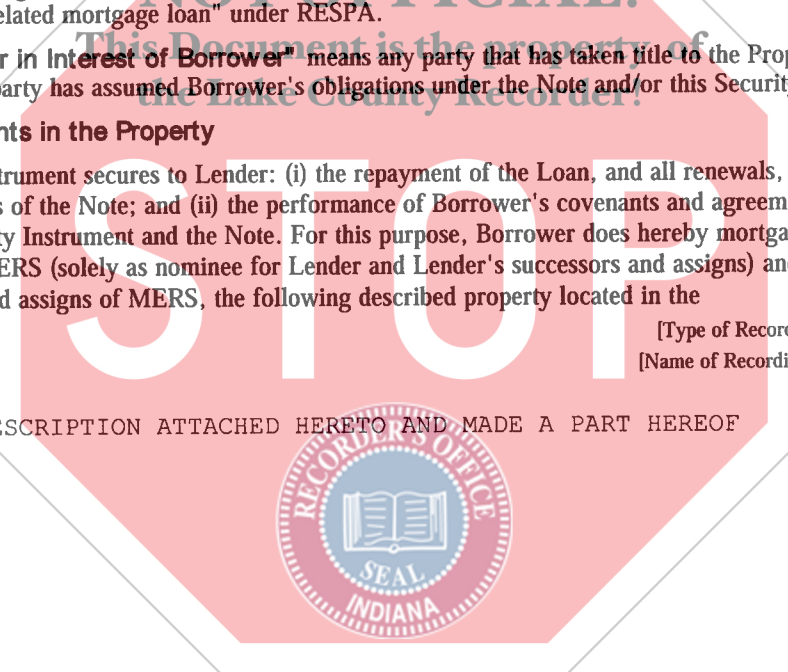 NOT OFFICIAL!
elated mortgage loan" under RESPA.
This Document is the property of
r in Interest of Borrower" means any party that has taken title to the Prop
the Lake County Recorder!
arty has assumed Borrower's obligations under the Note and/or this Security
nts in the Property
trument secures to Lender: (i) the repayment of the Loan, and all renewals,
s of the Note; and (ii) the performance of Borrower's covenants and agreem
ty Instrument and the Note. For this purpose, Borrower does hereby mortga
ERS (solely as nominee for Lender and Lender's successors and assigns) and
d assigns of MERS, the following described property located in the
STOP
[Type of Recor
[Name of Recordi
ESCRIPTION ATTACHED HERETO AND MADE A PART HEREOF
RECORDER'S OFFICE
SEAL
INDIANA